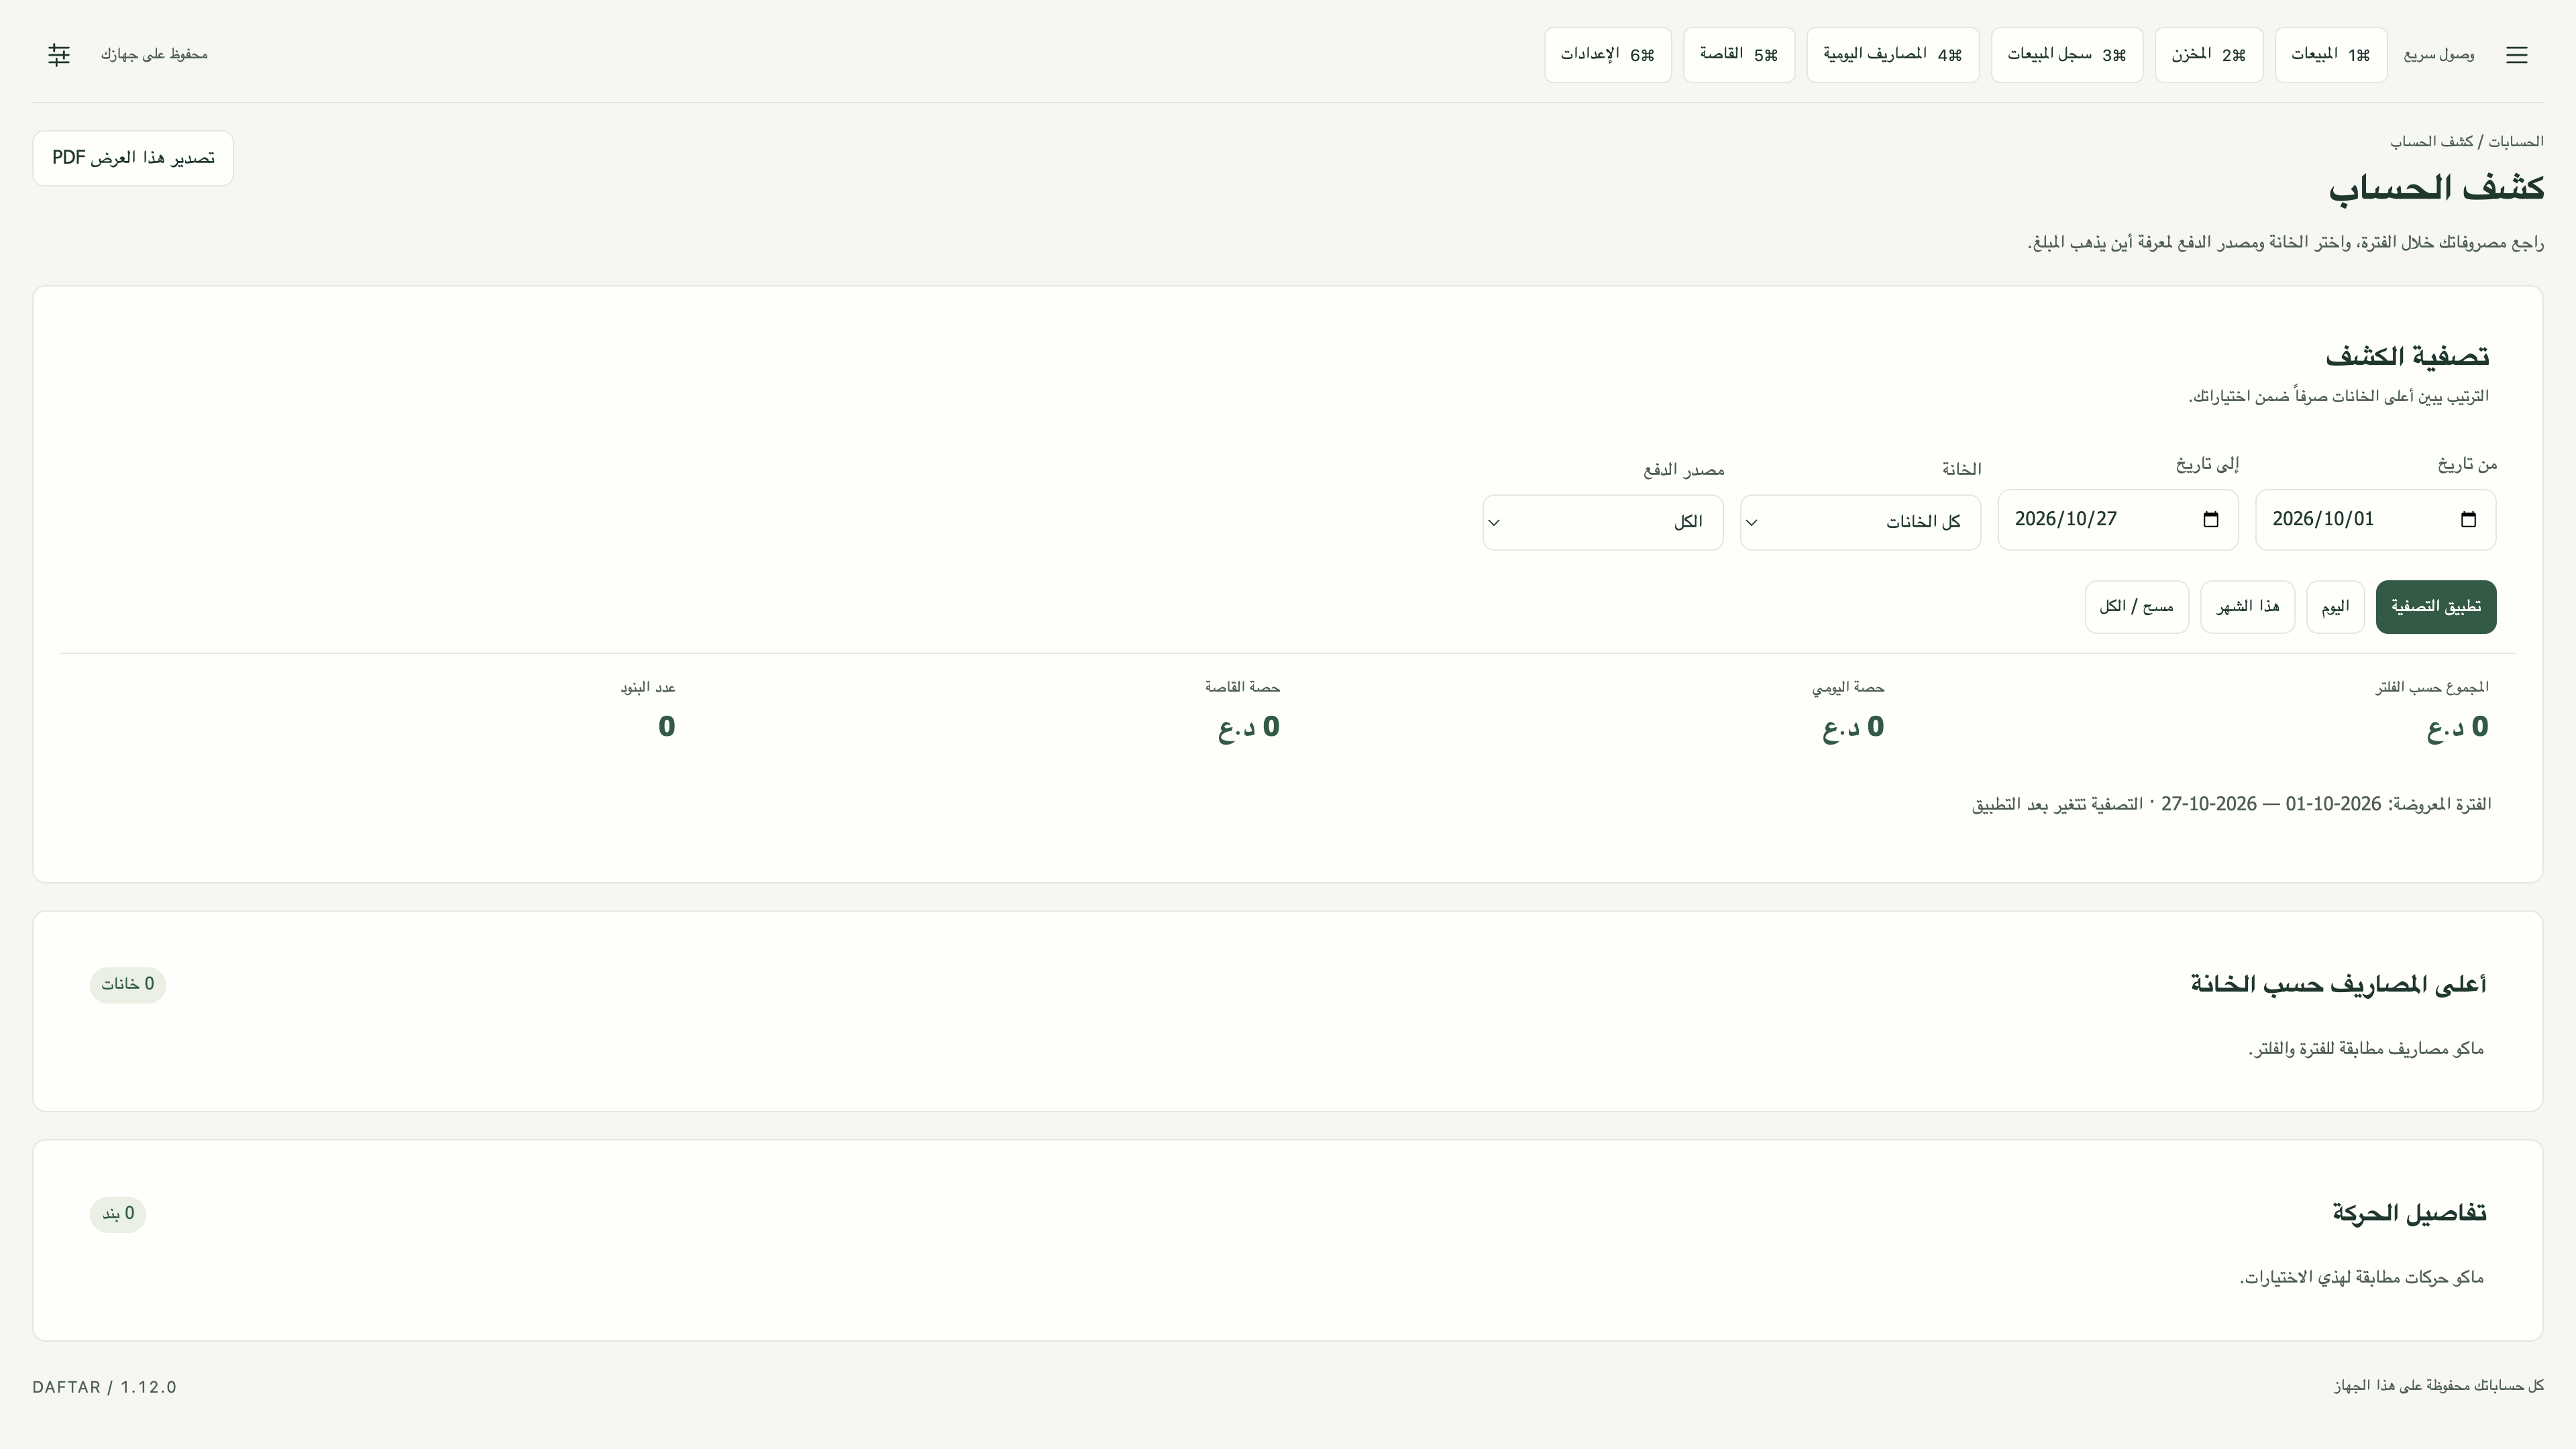 وصول سريع
⌘1 المبيعات
⌘2 المخزن
⌘3 سجل المبيعات
⌘4 المصاريف اليومية
⌘5 القاصة
⌘6 الإعدادات
محفوظ على جهازك
الحسابات / كشف الحساب
كشف الحساب
تصدير هذا العرض PDF
راجع مصروفاتك خلال الفترة، واختر الخانة ومصدر الدفع لمعرفة أين يذهب المبلغ.
تصفية الكشف
الترتيب يبين أعلى الخانات صرفاً ضمن اختياراتك.
من تاريخ
2026/10/01
إلى تاريخ
2026/10/27
الخانة
كل الخانات
مصدر الدفع
الكل
تطبيق التصفية
اليوم
هذا الشهر
مسح / الكل
المجموع حسب الفلتر
0 د.ع
حصة اليومي
0 د.ع
حصة القاصة
0 د.ع
عدد البنود
0
الفترة المعروضة: 2026-10-01 — 2026-10-27 · التصفية تتغير بعد التطبيق
أعلى المصاريف حسب الخانة
0 خانات
ماكو مصاريف مطابقة للفترة والفلتر.
تفاصيل الحركة
0 بند
ماكو حركات مطابقة لهذي الاختيارات.
كل حساباتك محفوظة على هذا الجهاز
DAFTAR / 1.12.0